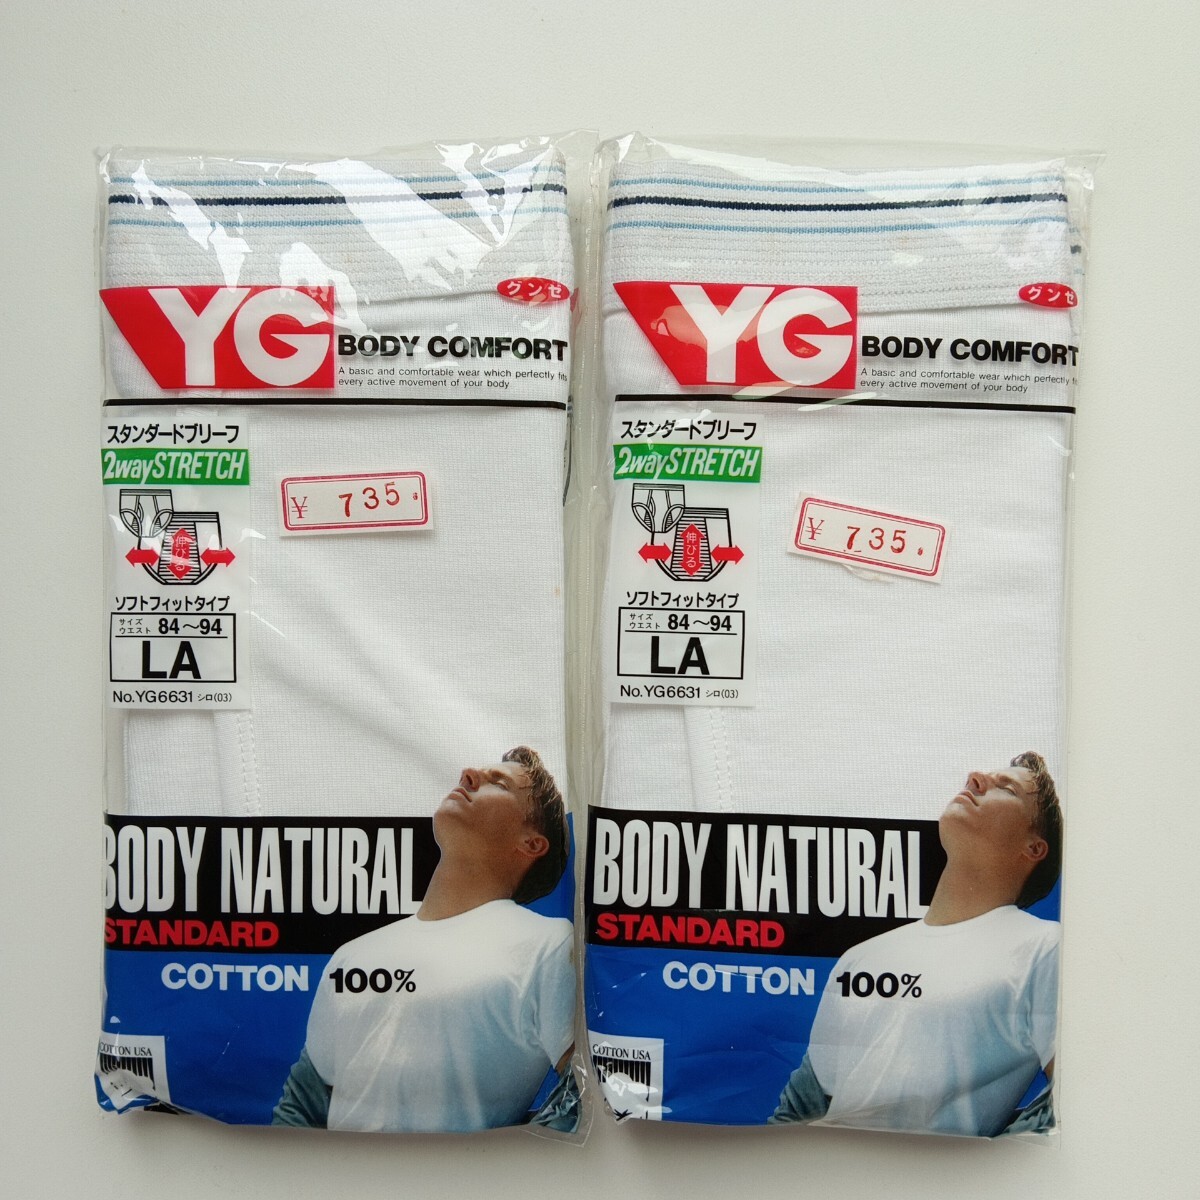 YG
グンゼ
BODY COMFORT
A basic and comfortable wear which perfectly fits
every active movement of your body
スタンダードブリーフ
2waySTRETCH
¥ 735.
伸びる
ソフトフィットタイプ
サイズ
ウエスト 84〜94
LA
No.YG6631 シロ(03)
BODY NATURAL
STANDARD
COTTON 100%
COTTON USA
YG
グンゼ
BODY COMFORT
A basic and comfortable wear which perfectly fits
every active movement of your body
スタンダードブリーフ
2waySTRETCH
¥ 735.
伸びる
ソフトフィットタイプ
サイズ
ウエスト 84〜94
LA
No.YG6631 シロ(03)
BODY NATURAL
STANDARD
COTTON 100%
COTTON USA